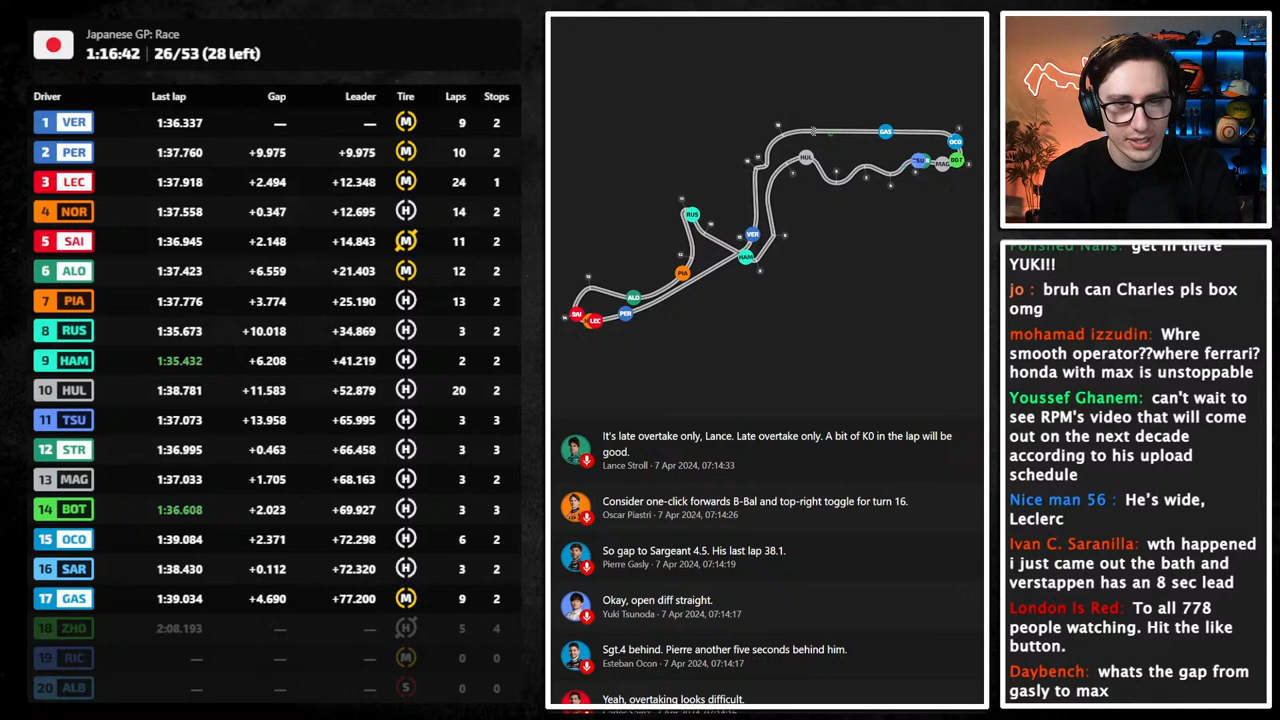 Japanese GP: Race
1:16:42 26/53 (28 left)
Driver Last lap Gap Leader Tire Laps Stops
1 VER 1:36.337 — — M 9 2
2 PER 1:37.760 +9.975 +9.975 M 10 2
3 LEC 1:37.918 +2.494 +12.348 M 24 1
4 NOR 1:37.558 +0.347 +12.695 H 14 2
5 SAI 1:36.945 +2.148 +14.843 M 11 2
6 ALO 1:37.423 +6.559 +21.403 M 12 2
7 PIA 1:37.776 +3.774 +25.190 H 13 2
8 RUS 1:35.673 +10.018 +34.869 H 3 2
9 HAM 1:35.432 +6.208 +41.219 H 2 2
10 HUL 1:38.781 +11.583 +52.879 H 20 2
11 TSU 1:37.073 +13.958 +65.995 H 3 3
12 STR 1:36.995 +0.463 +66.458 H 3 3
13 MAG 1:37.033 +1.705 +68.163 H 3 2
14 BOT 1:36.608 +2.023 +69.927 H 3 3
15 OCO 1:39.084 +2.371 +72.298 H 6 2
16 SAR 1:38.430 +0.112 +72.320 H 3 2
17 GAS 1:39.034 +4.690 +77.200 M 9 2
18 ZHO 2:08.193 — — H 5 4
19 RIC — — — M 0 0
20 ALB — — — S 0 0
GAS
OCO
HUL
SU
MAG
BOT
RUS
VER
HAM
PIA
ALO
PER
SAI
LEC
It's late overtake only, Lance. Late overtake only. A bit of K0 in the lap will be
good.
Lance Stroll · 7 Apr 2024, 07:14:33
Consider one-click forwards B-Bal and top-right toggle for turn 16.
Oscar Piastri · 7 Apr 2024, 07:14:26
So gap to Sargeant 4.5. His last lap 38.1.
Pierre Gasly · 7 Apr 2024, 07:14:19
Okay, open diff straight.
Yuki Tsunoda · 7 Apr 2024, 07:14:17
Sgt.4 behind. Pierre another five seconds behind him.
Esteban Ocon · 7 Apr 2024, 07:14:17
Yeah, overtaking looks difficult.
get in there
YUKI!!
jo : bruh can Charles pls box
omg
mohamad izzudin: Whre
smooth operator??where ferrari?
honda with max is unstoppable
Youssef Ghanem: can't wait to
see RPM's video that will come
out on the next decade
according to his upload
schedule
Nice man 56 : He's wide,
Leclerc
Ivan C. Saranilla: wth happened
i just came out the bath and
verstappen has an 8 sec lead
London Is Red: To all 778
people watching. Hit the like
button.
Daybench: whats the gap from
gasly to max